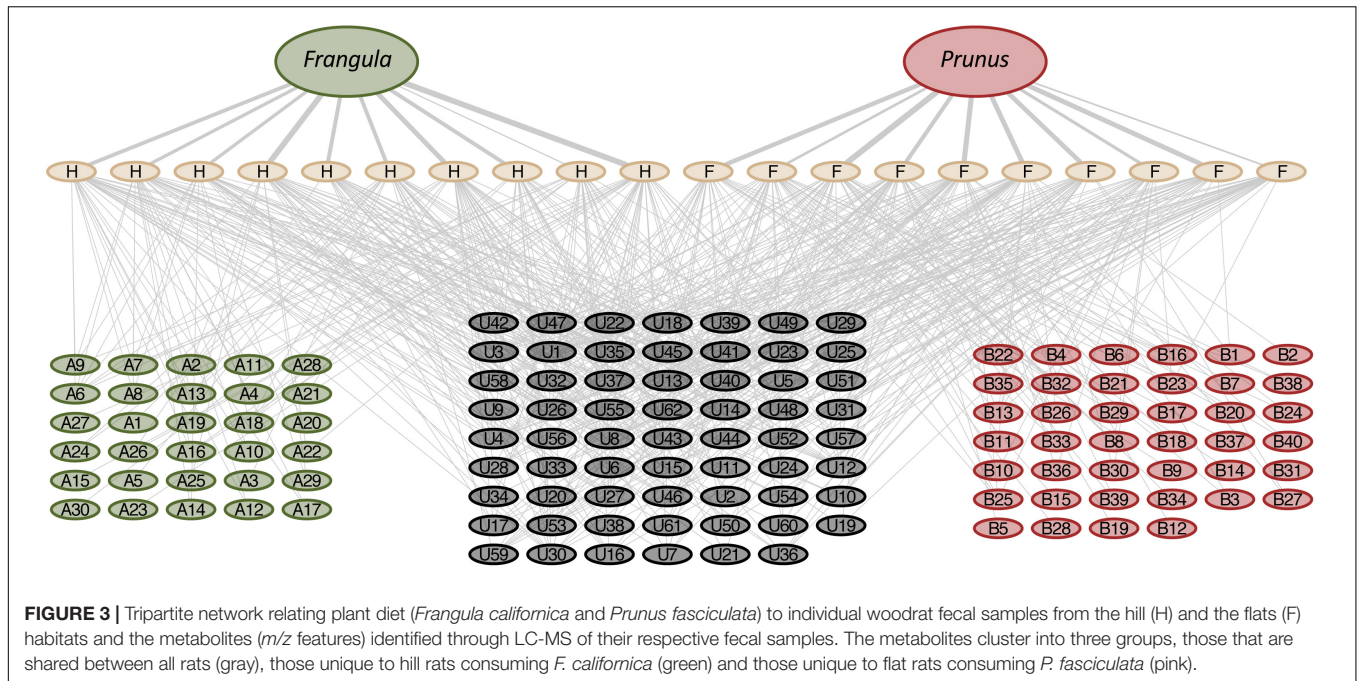 Frangula Prunus
H H H H H H H H H H F F F F F F F F F F
U42 U47 U22 U18 U39 U49 U29
U3 U1 U35 U45 U41 U23 U25
U58 U32 U37 U13 U40 U5 U51
U9 U26 U55 U62 U14 U48 U31
U4 U56 U8 U43 U44 U52 U57
U28 U33 U6 U15 U11 U24 U12
U34 U20 U27 U46 U2 U54 U10
U17 U53 U38 U61 U50 U60 U19
U59 U30 U16 U7 U21 U36
A9 A7 A2 A11 A28
A6 A8 A13 A4 A21
A27 A1 A19 A18 A20
A24 A26 A16 A10 A22
A15 A5 A25 A3 A29
A30 A23 A14 A12 A17
B22 B4 B6 B16 B1 B2
B35 B32 B21 B23 B7 B38
B13 B26 B29 B17 B20 B24
B11 B33 B8 B18 B37 B40
B10 B36 B30 B9 B14 B31
B25 B15 B39 B34 B3 B27
B5 B28 B19 B12
FIGURE 3 | Tripartite network relating plant diet (Frangula californica and Prunus fasciculata) to individual woodrat fecal samples from the hill (H) and the flats (F)
habitats and the metabolites (m/z features) identified through LC-MS of their respective fecal samples. The metabolites cluster into three groups, those that are
shared between all rats (gray), those unique to hill rats consuming F. californica (green) and those unique to flat rats consuming P. fasciculata (pink).